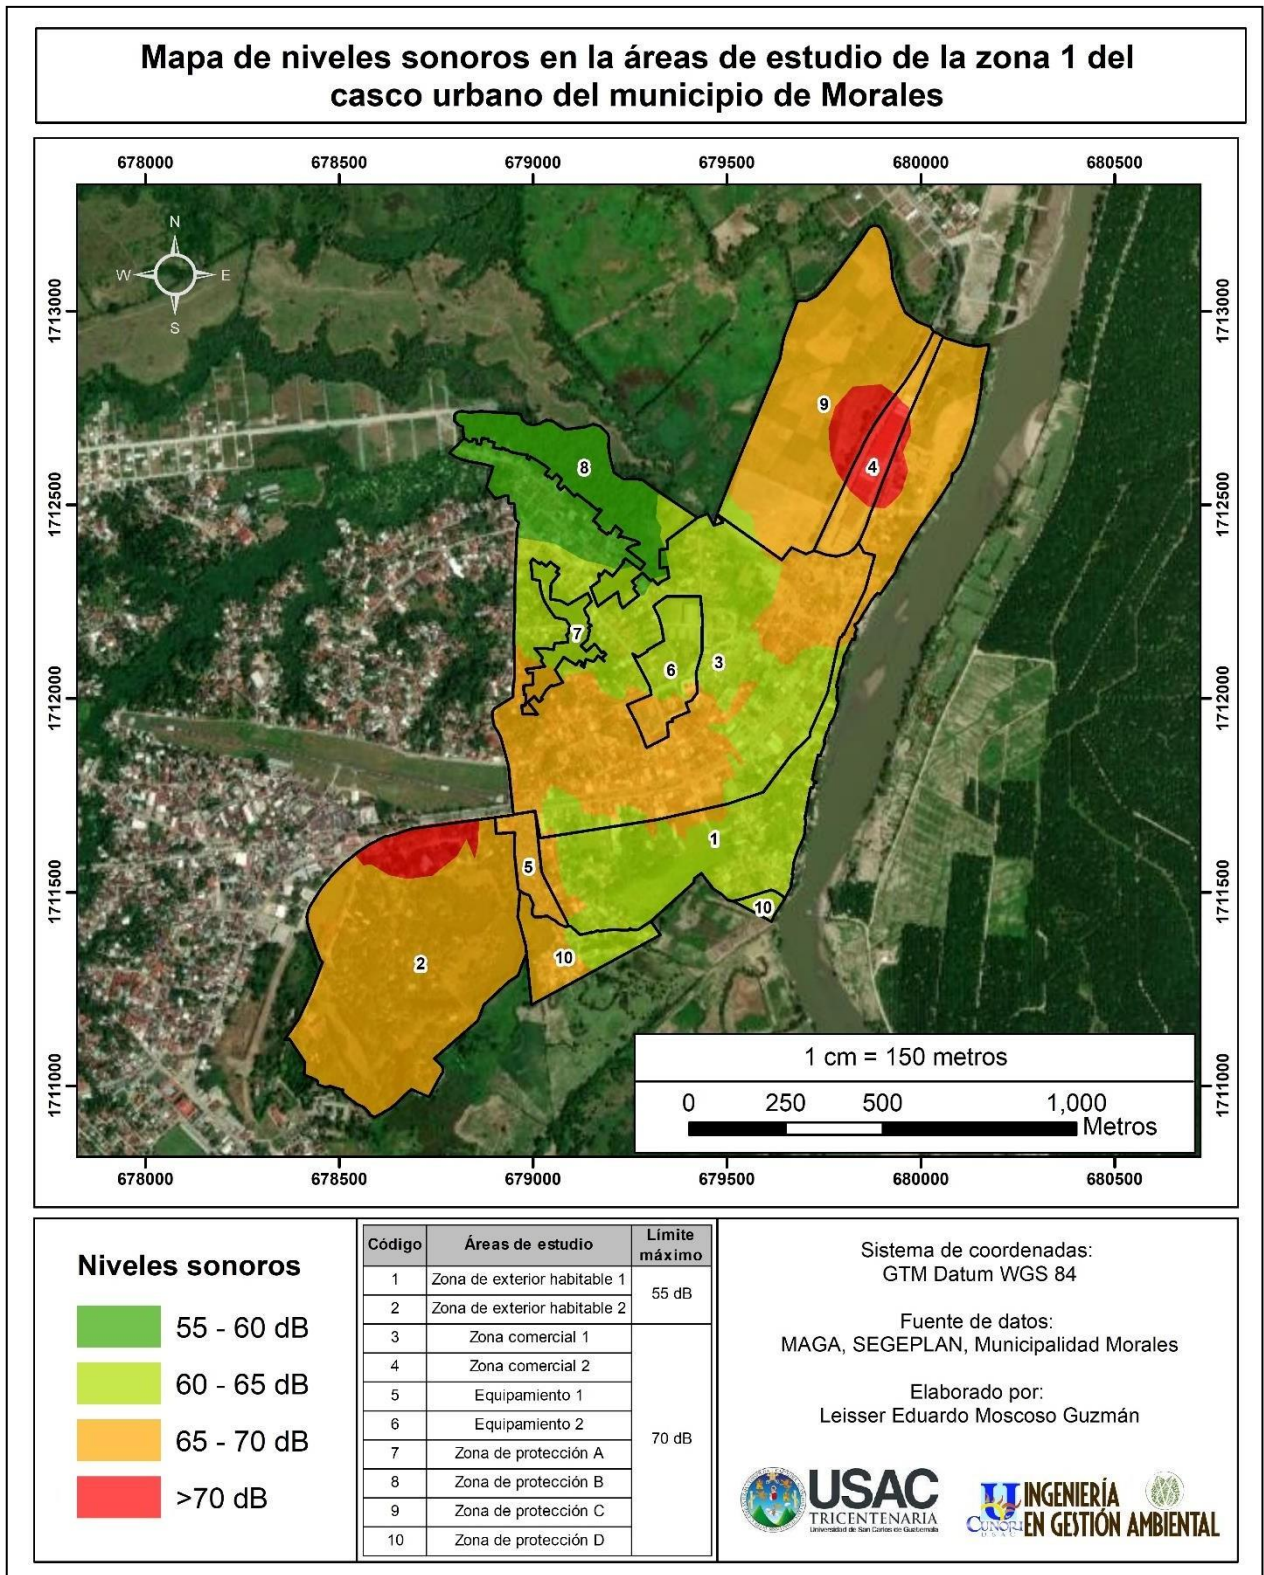 Mapa de niveles sonoros en la áreas de estudio de la zona 1 del
casco urbano del municipio de Morales
678000 678500 679000 679500 680000 680500
N
W E
S
1713000 1713000
1712500 1712500
1712000 1712000
1711500 1711500
1711000 1711000
9
4
8
7
6
3
1
5
10
10
2
1 cm = 150 metros
0 250 500 1,000
Metros
678000 678500 679000 679500 680000 680500
Niveles sonoros
55 - 60 dB
60 - 65 dB
65 - 70 dB
>70 dB
Código Áreas de estudio Límite máximo
1 Zona de exterior habitable 1 55 dB
2 Zona de exterior habitable 2
3 Zona comercial 1 70 dB
4 Zona comercial 2
5 Equipamiento 1
6 Equipamiento 2
7 Zona de protección A
8 Zona de protección B
9 Zona de protección C
10 Zona de protección D
Sistema de coordenadas:
GTM Datum WGS 84
Fuente de datos:
MAGA, SEGEPLAN, Municipalidad Morales
Elaborado por:
Leisser Eduardo Moscoso Guzmán
USAC
TRICENTENARIA
Universidad de San Carlos de Guatemala
U
CUNORI
USAC
INGENIERÍA
EN GESTIÓN AMBIENTAL